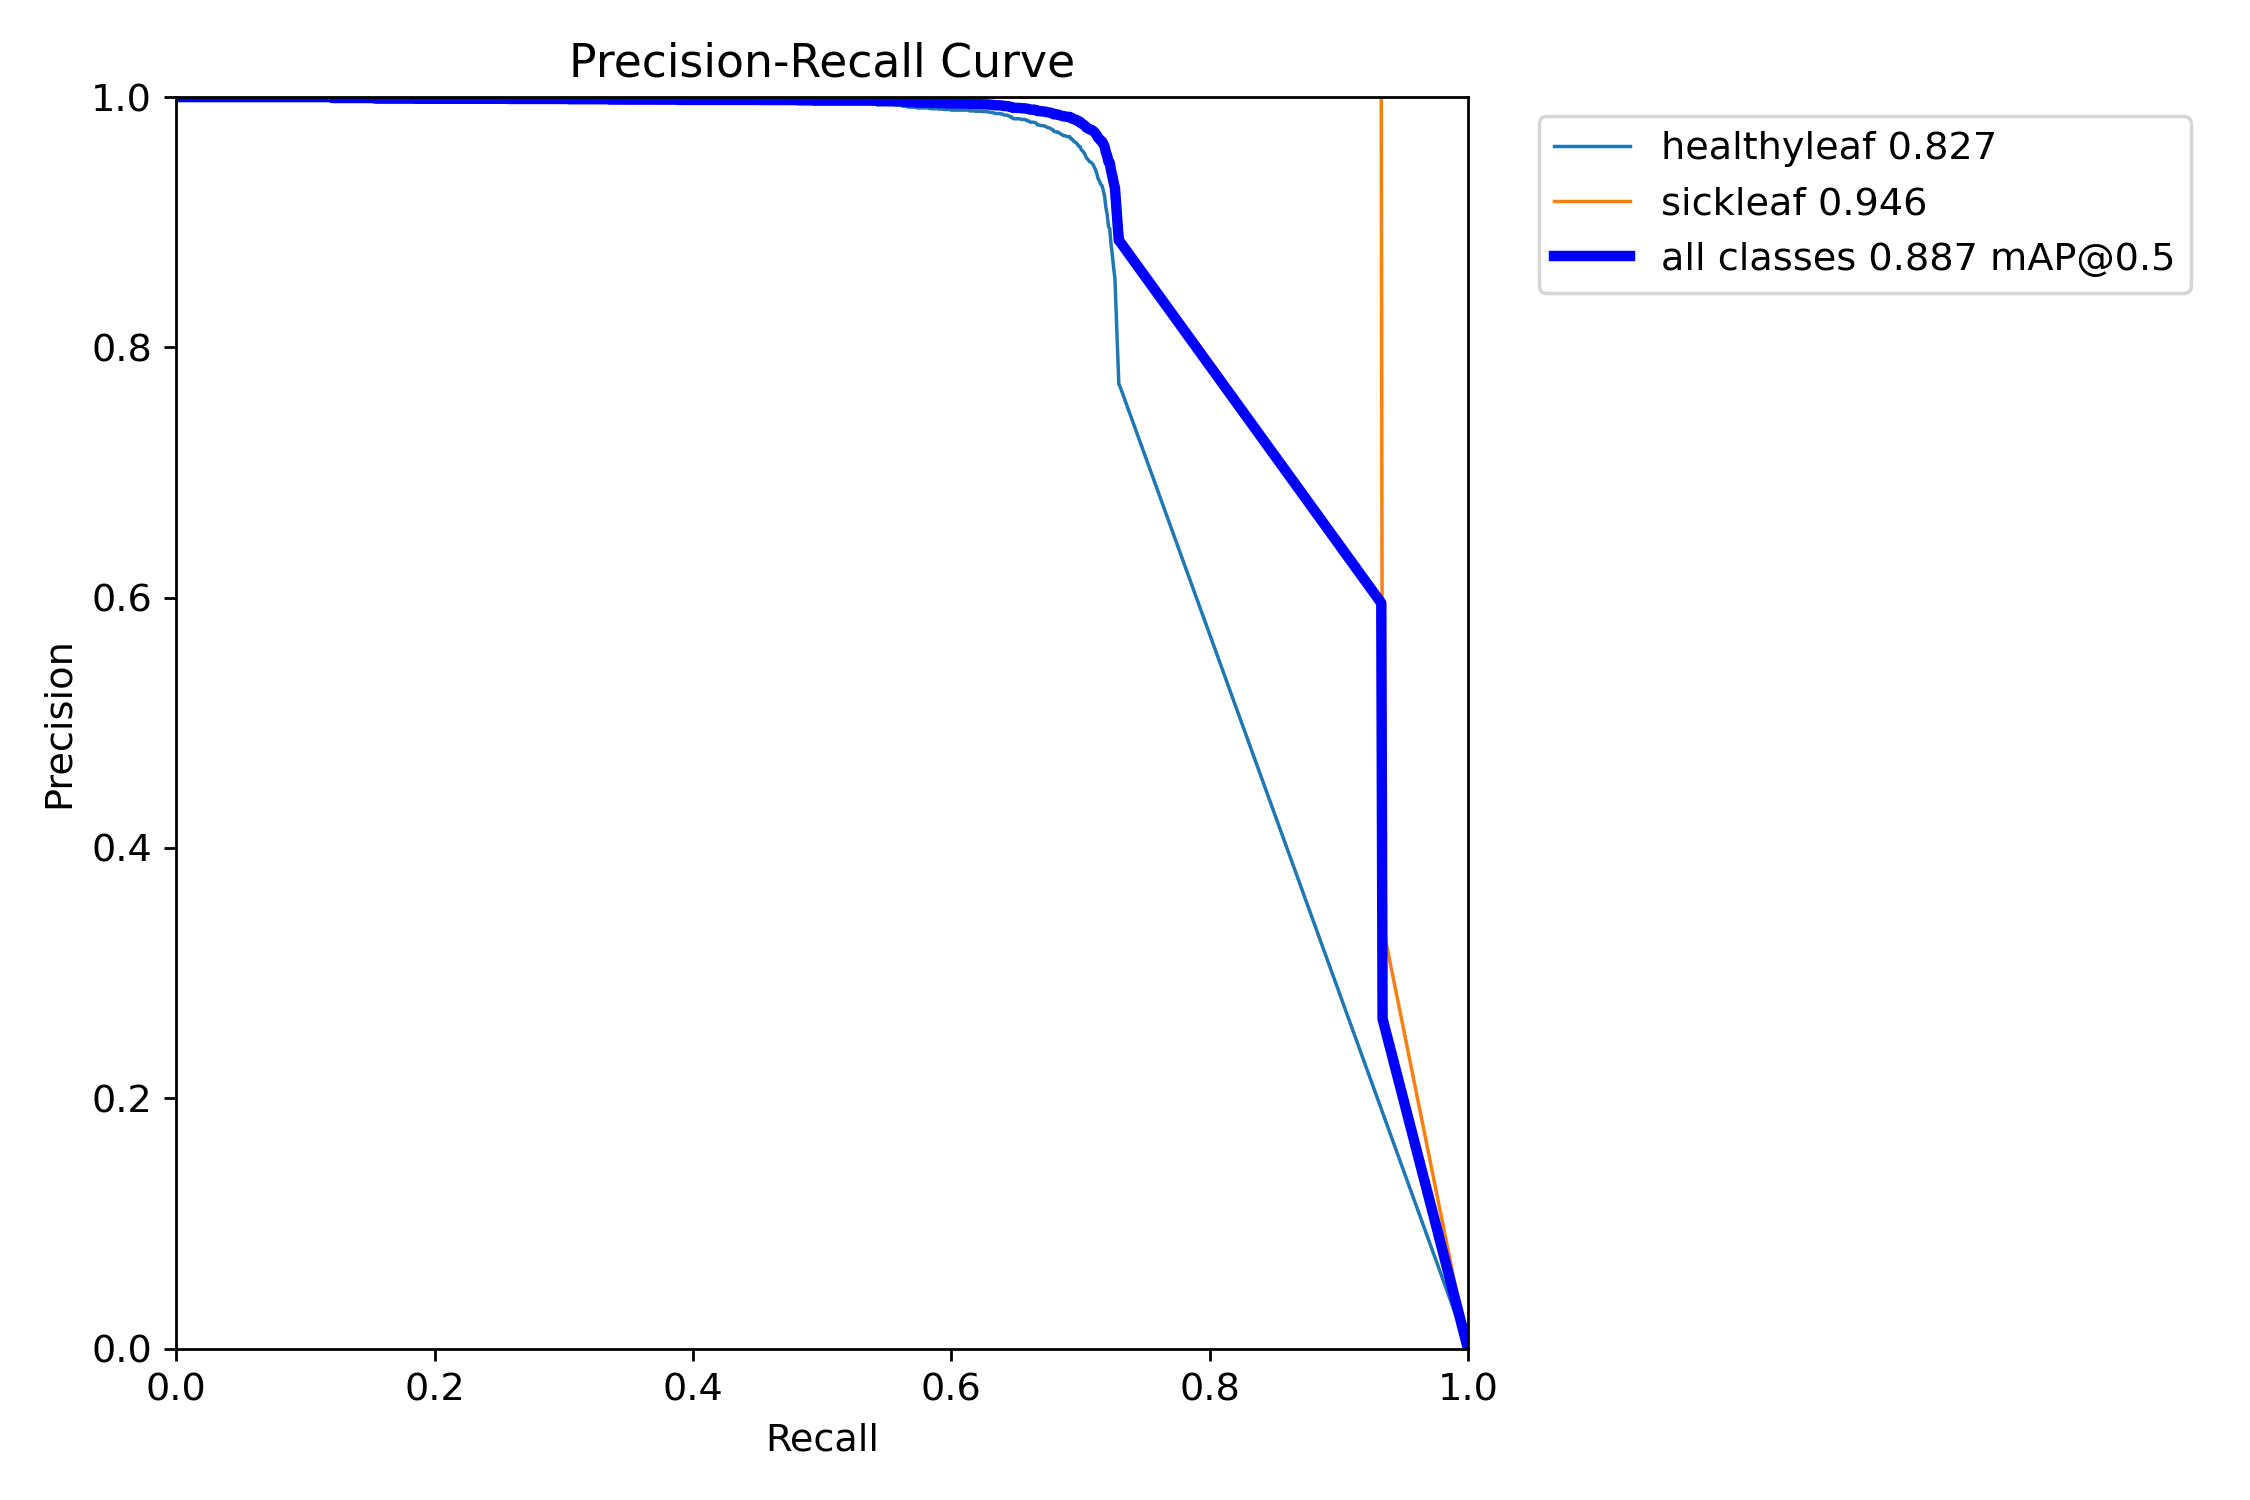 Precision-Recall Curve
1.0
0.8
0.6
0.4
0.2
0.0
Precision
0.0 0.2 0.4 0.6 0.8 1.0
Recall
healthyleaf 0.827
sickleaf 0.946
all classes 0.887 mAP@0.5